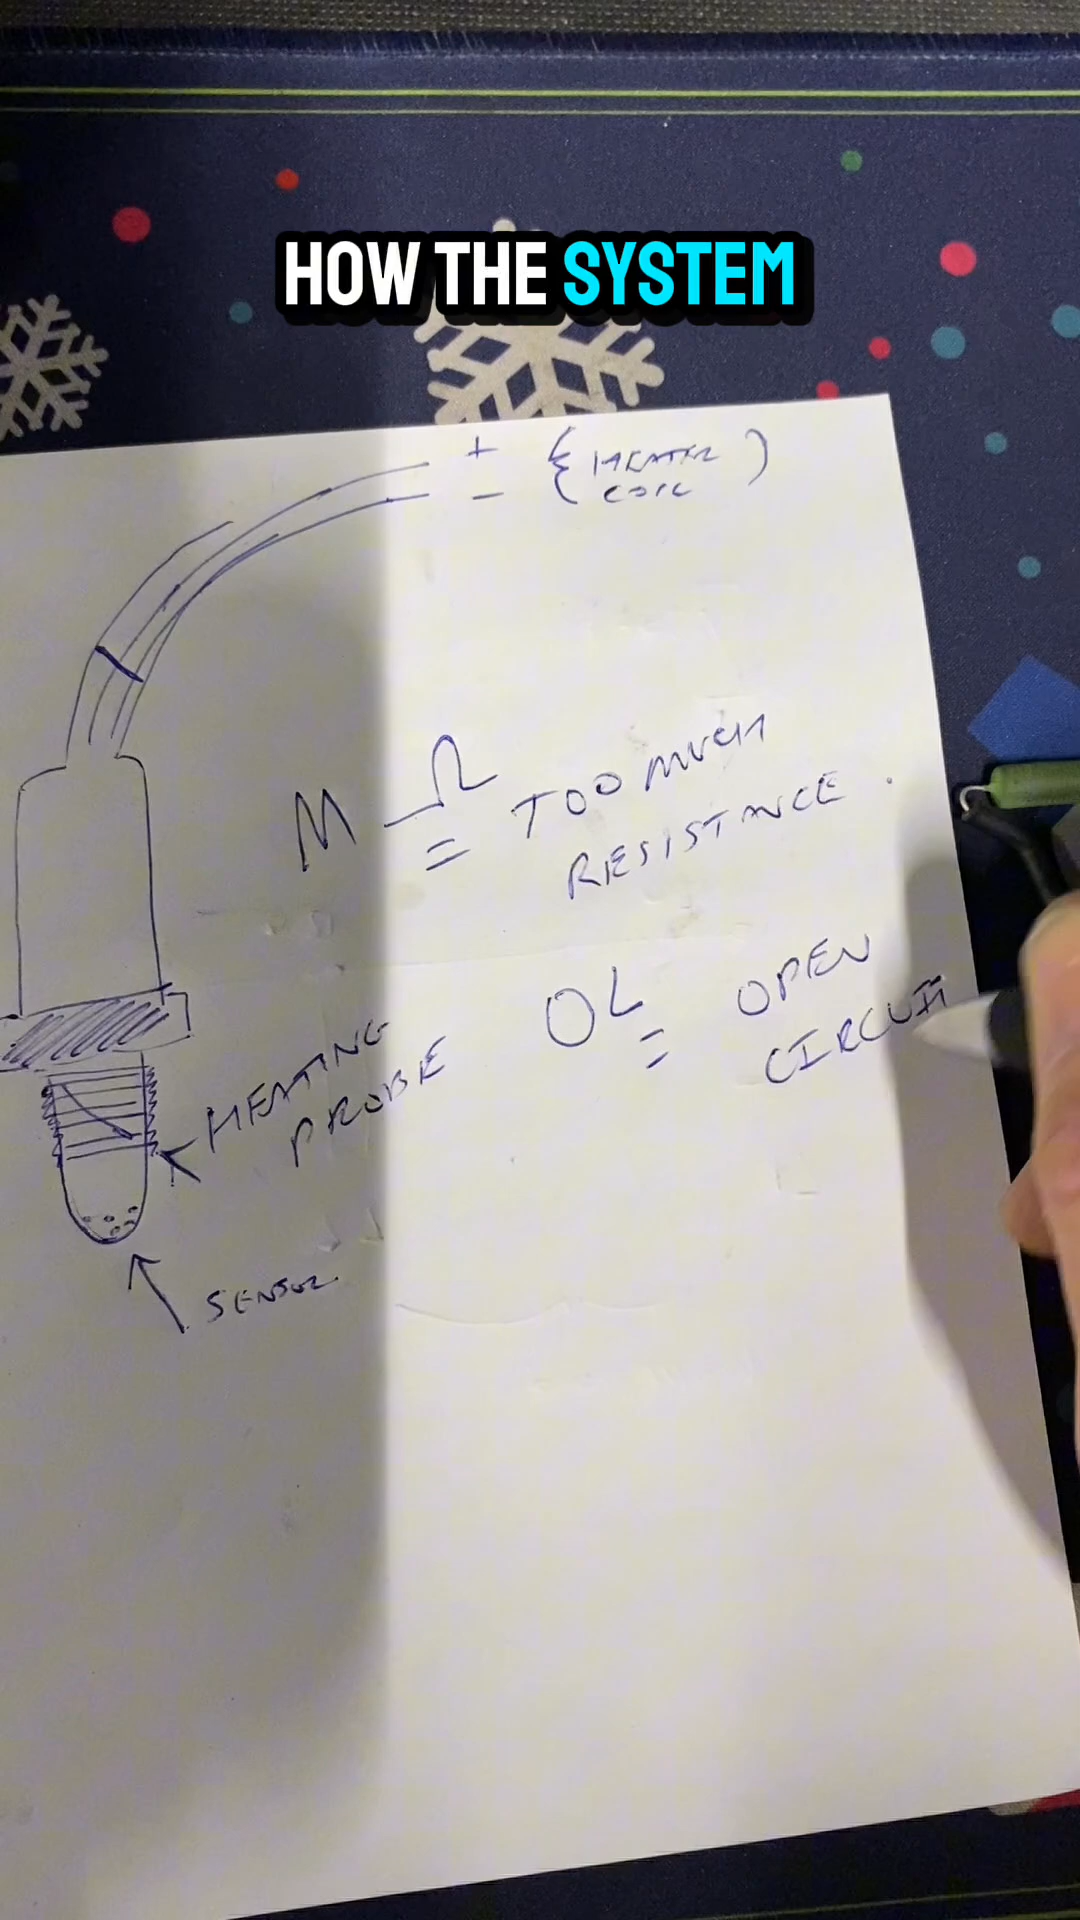 HOW THE SYSTEM
+ { HEATER )
- COIL
M Ω = TOO MUCH
RESISTANCE.
OL = OPEN
CIRCUIT
HEATING
PROBE
SENSOR